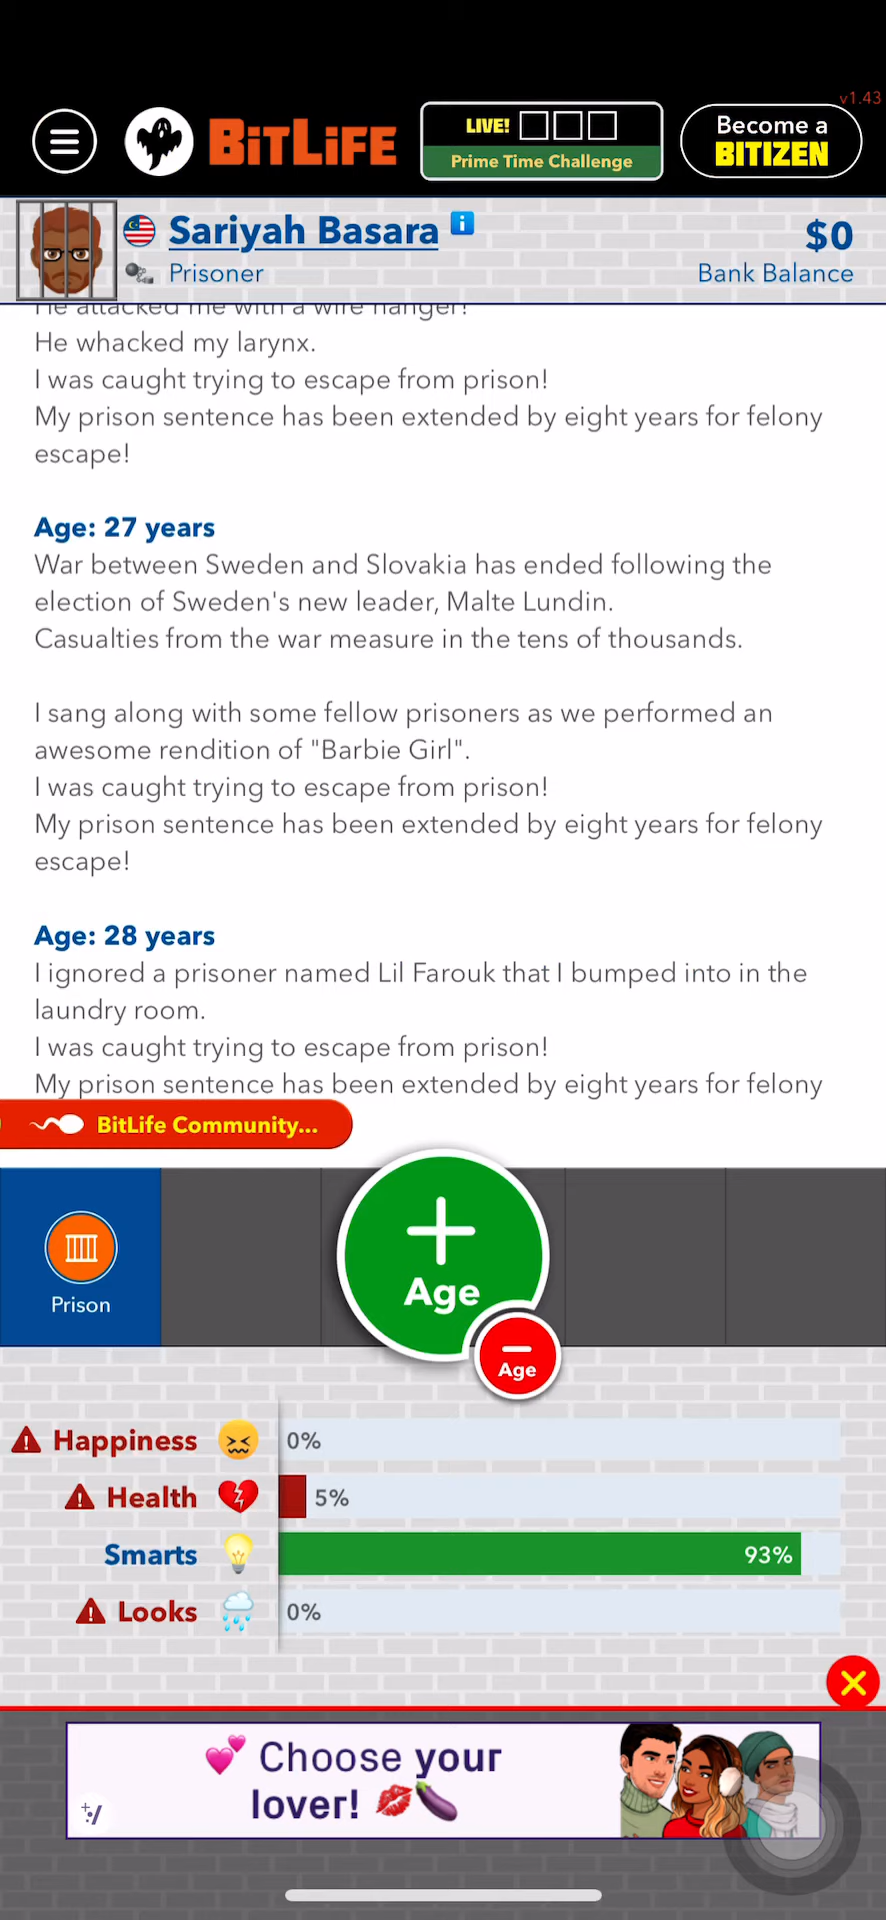 v1.43
BiTLiFE
LIVE!
Prime Time Challenge
Become a
BITIZEN
Sariyah Basara
$0
Prisoner
Bank Balance
He attacked me with a wire hanger!
He whacked my larynx.
I was caught trying to escape from prison!
My prison sentence has been extended by eight years for felony
escape!
Age: 27 years
War between Sweden and Slovakia has ended following the
election of Sweden's new leader, Malte Lundin.
Casualties from the war measure in the tens of thousands.
I sang along with some fellow prisoners as we performed an
awesome rendition of "Barbie Girl".
I was caught trying to escape from prison!
My prison sentence has been extended by eight years for felony
escape!
Age: 28 years
I ignored a prisoner named Lil Farouk that I bumped into in the
laundry room.
I was caught trying to escape from prison!
My prison sentence has been extended by eight years for felony
BitLife Community...
Prison
Age
Age
Happiness 0%
Health 5%
Smarts 93%
Looks 0%
Choose your
lover!